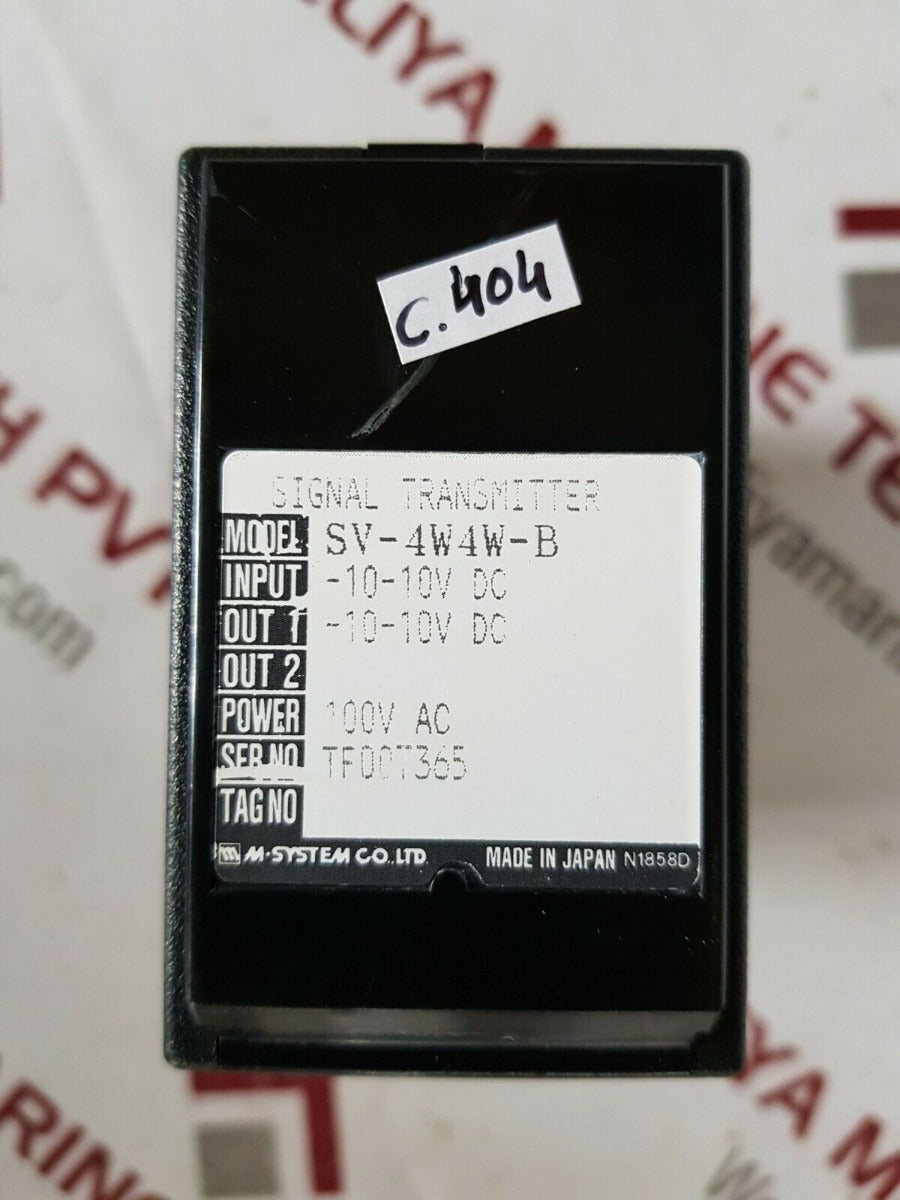 C.404
SIGNAL TRANSMITTER
MODEL SV-4W4W-B
INPUT -10-10V DC
OUT 1 -10-10V DC
OUT 2
POWER 100V AC
SER.NO TF007365
TAG NO
M-SYSTEM CO.,LTD. MADE IN JAPAN N1858D